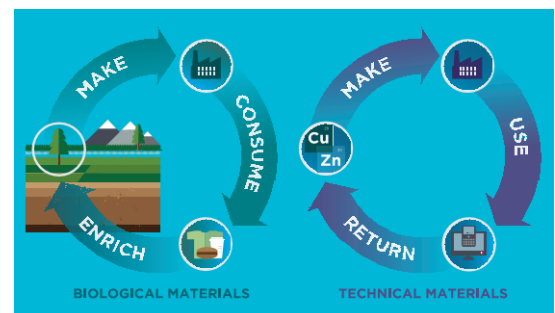 MAKE
CONSUME
ENRICH
BIOLOGICAL MATERIALS
MAKE
USE
RETURN
Cu
Zn
TECHNICAL MATERIALS